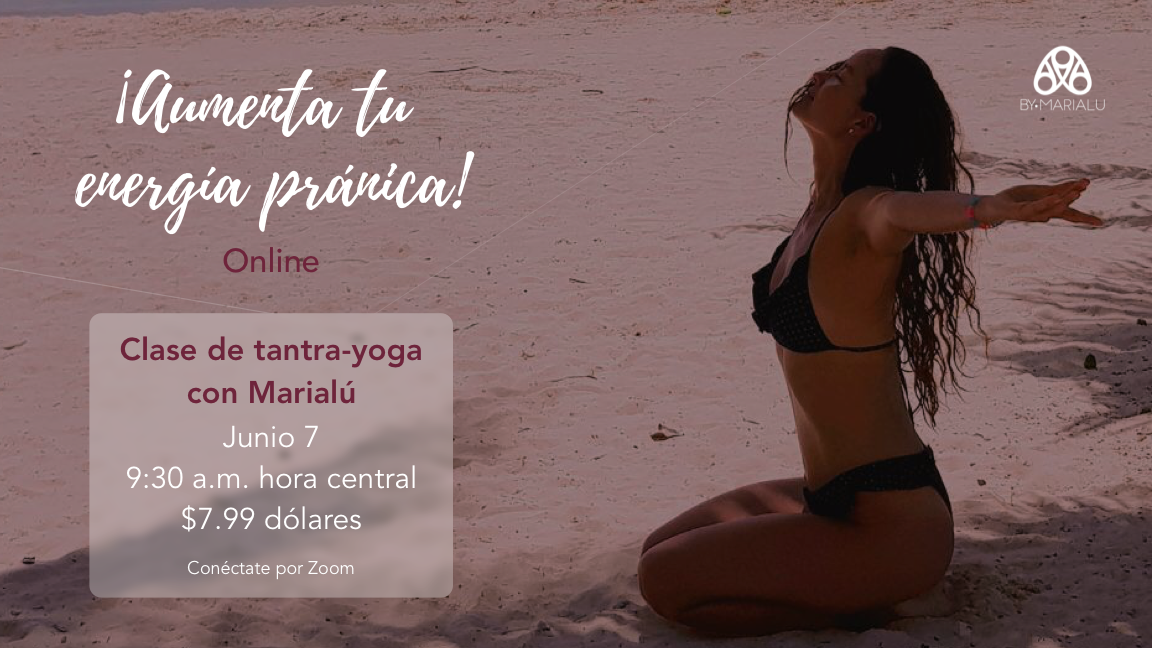 ¡Aumenta tu
energía pránica!
Online
Clase de tantra-yoga
con Marialú
Junio 7
9:30 a.m. hora central
$7.99 dólares
Conéctate por Zoom
BY•MARIALU